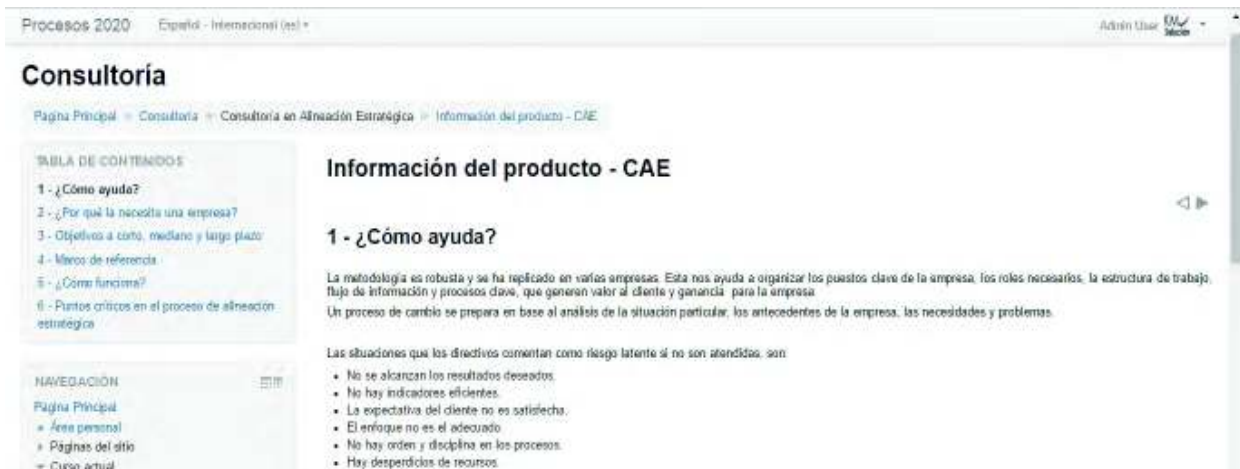 Procesos 2020 Español - Internacional (es)
Admin User
Consultoría
Página Principal Consultoría Consultoría en Alineación Estratégica Información del producto - CAE
TABLA DE CONTENIDOS
1 - ¿Cómo ayuda?
2 - ¿Por qué la necesita una empresa?
3 - Objetivos a corto, mediano y largo plazo
4 - Marco de referencia
5 - ¿Cómo funciona?
6 - Puntos críticos en el proceso de alineación
estratégica
NAVEGACIÓN
Página Principal
Área personal
Páginas del sitio
Curso actual
Información del producto - CAE
1 - ¿Cómo ayuda?
La metodología es robusta y se ha replicado en varias empresas. Esta nos ayuda a organizar los puestos clave de la empresa, los roles necesarios, la estructura de trabajo,
flujo de información y procesos clave, que generen valor al cliente y ganancia para la empresa
Un proceso de cambio se prepara en base al análisis de la situación particular, los antecedentes de la empresa, las necesidades y problemas.
Las situaciones que los directivos comentan como riesgo latente si no son atendidas, son:
• No se alcanzan los resultados deseados.
• No hay indicadores eficientes.
• La expectativa del cliente no es satisfecha.
• El enfoque no es el adecuado
• No hay orden y disciplina en los procesos.
• Hay desperdicios de recursos